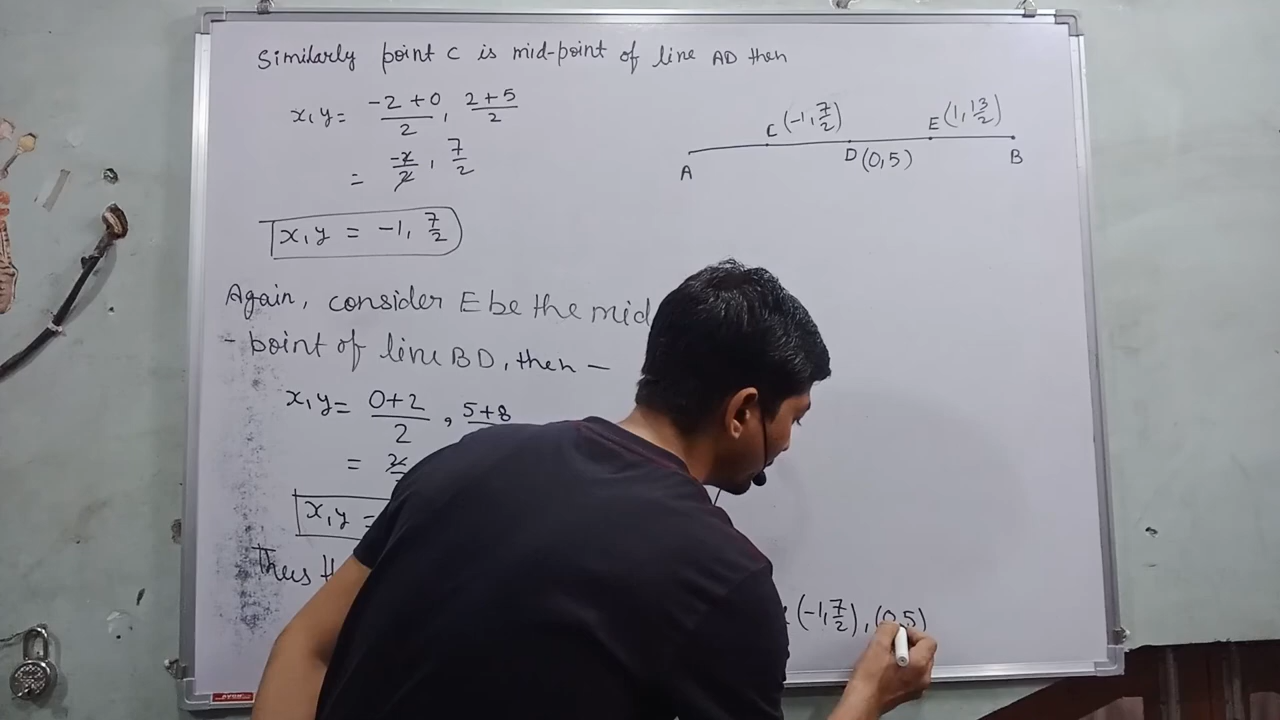 Similarly point C is mid-point of line AD then
x,y = -2+0/2, 2+5/2
= -2/2, 7/2
x,y = -1, 7/2
C(-1, 7/2)
E(1, 13/2)
A
D(0,5)
B
Again, consider E be the mid
- point of line BD, then —
x,y = 0+2/2, 5+8
= 2
x,y =
Thus
(-1, 7/2), (0,5)